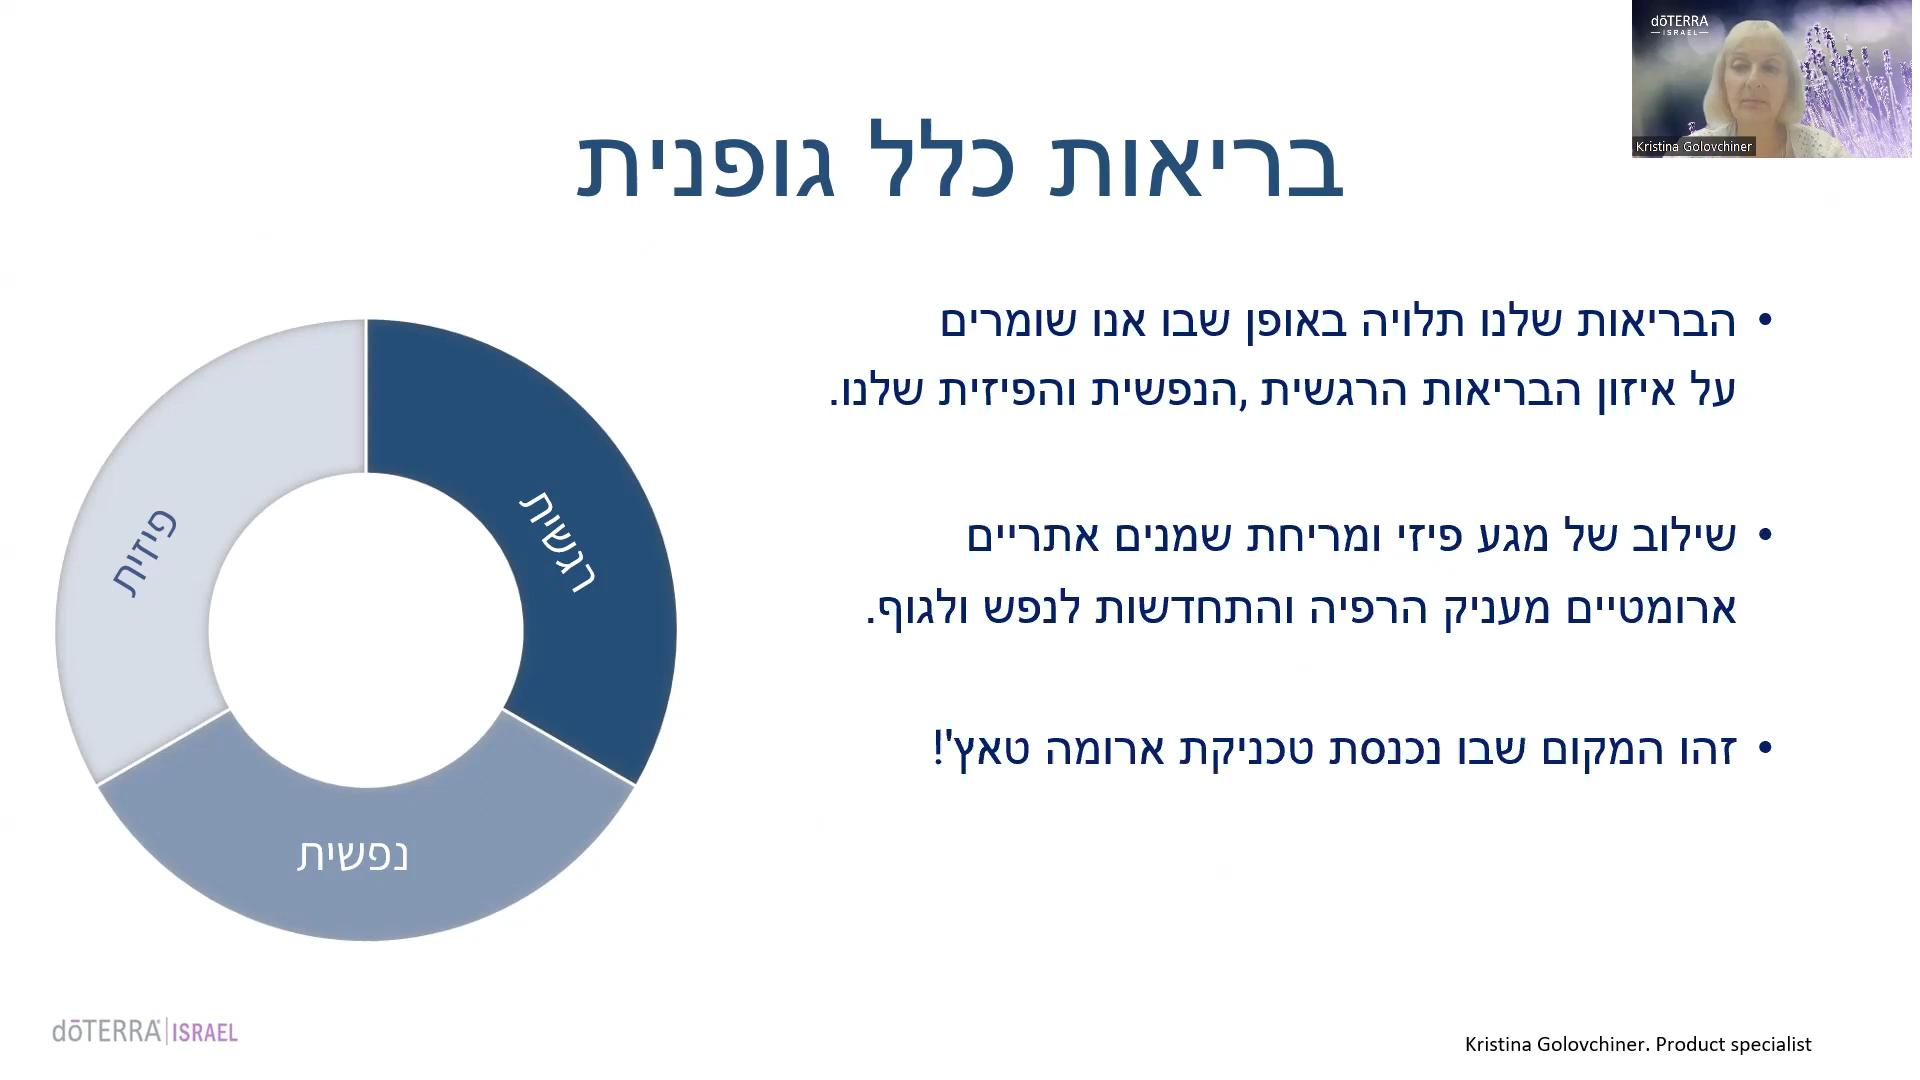 dōTERRA
ISRAEL
Kristina Golovchiner
בריאות כלל גופנית
• הבריאות שלנו תלויה באופן שבו אנו שומרים
על איזון הבריאות הרגשית ,הנפשית והפיזית שלנו.
• שילוב של מגע פיזי ומריחת שמנים אתריים
ארומטיים מעניק הרפיה והתחדשות לנפש ולגוף.
• זהו המקום שבו נכנסת טכניקת ארומה טאץ'!
רגשית
פיזית
נפשית
dōTERRA | ISRAEL
Kristina Golovchiner. Product specialist